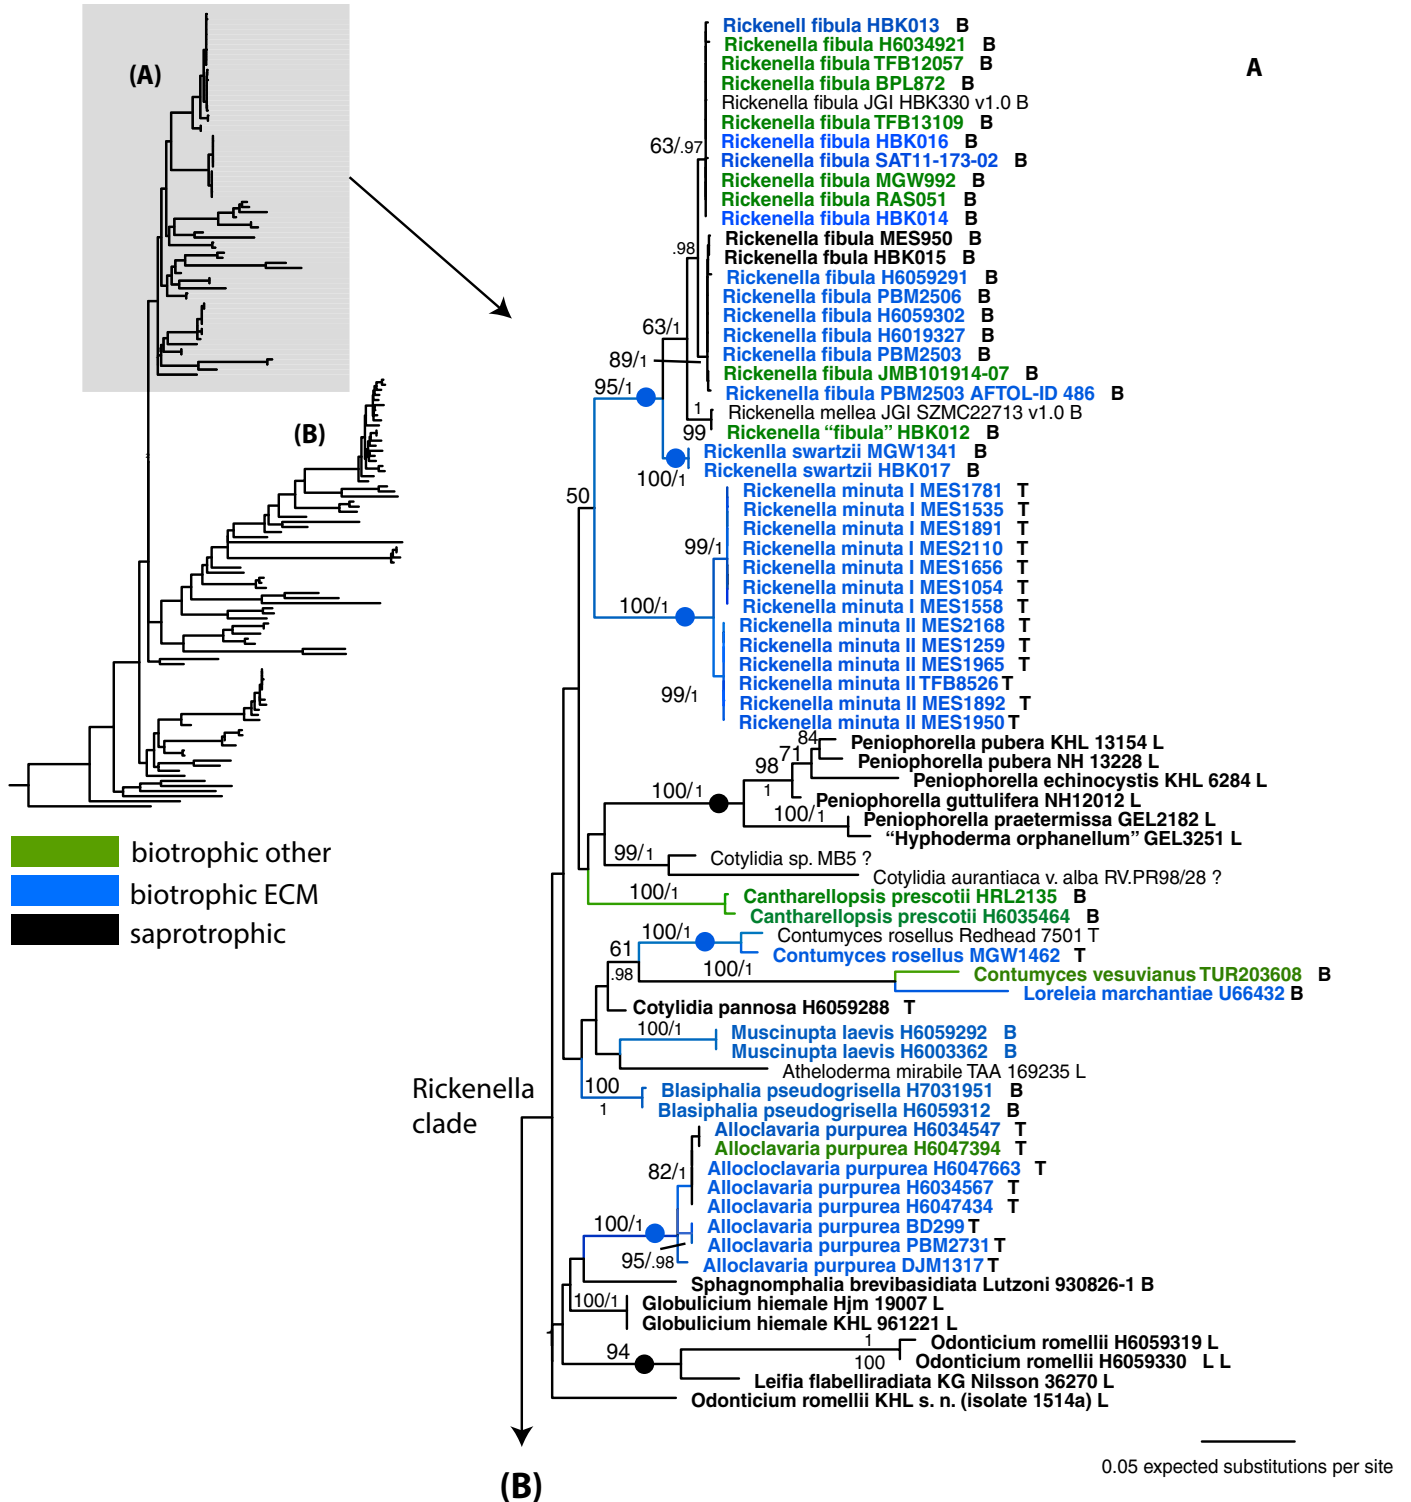 (A)
(B)
biotrophic other
biotrophic ECM
saprotrophic
A
Rickenell fibula HBK013 B
Rickenella fibula H6034921 B
Rickenella fibula TFB12057 B
Rickenella fibula BPL872 B
Rickenella fibula JGI HBK330 v1.0 B
Rickenella fibula TFB13109 B
63/.97
Rickenella fibula HBK016 B
Rickenella fibula SAT11-173-02 B
Rickenella fibula MGW992 B
Rickenella fibula RAS051 B
Rickenella fibula HBK014 B
Rickenella fibula MES950 B
.98
Rickenella fbula HBK015 B
Rickenella fibula H6059291 B
Rickenella fibula PBM2506 B
Rickenella fibula H6059302 B
63/1
Rickenella fibula H6019327 B
89/1
Rickenella fibula PBM2503 B
Rickenella fibula JMB101914-07 B
95/1
Rickenella fibula PBM2503 AFTOL-ID 486 B
1
Rickenella mellea JGI SZMC22713 v1.0 B
99
Rickenella “fibula” HBK012 B
Rickenlla swartzii MGW1341 B
Rickenella swartzii HBK017 B
100/1
50
Rickenella minuta I MES1781 T
Rickenella minuta I MES1535 T
Rickenella minuta I MES1891 T
99/1
Rickenella minuta I MES2110 T
Rickenella minuta I MES1656 T
Rickenella minuta I MES1054 T
100/1
Rickenella minuta I MES1558 T
Rickenella minuta II MES2168 T
Rickenella minuta II MES1259 T
Rickenella minuta II MES1965 T
Rickenella minuta II TFB8526 T
99/1
Rickenella minuta II MES1892 T
Rickenella minuta II MES1950 T
84
Peniophorella pubera KHL 13154 L
71
Peniophorella pubera NH 13228 L
98
1
Peniophorella echinocystis KHL 6284 L
100/1
Peniophorella guttulifera NH12012 L
100/1
Peniophorella praetermissa GEL2182 L
“Hyphoderma orphanellum” GEL3251 L
99/1
Cotylidia sp. MB5 ?
Cotylidia aurantiaca v. alba RV.PR98/28 ?
100/1
Cantharellopsis prescotii HRL2135 B
Cantharellopsis prescotii H6035464 B
100/1
Contumyces rosellus Redhead 7501 T
61
Contumyces rosellus MGW1462 T
.98
100/1
Contumyces vesuvianus TUR203608 B
Loreleia marchantiae U66432 B
Cotylidia pannosa H6059288 T
100/1
Muscinupta laevis H6059292 B
Muscinupta laevis H6003362 B
Atheloderma mirabile TAA 169235 L
Rickenella
clade
100
1
Blasiphalia pseudogrisella H7031951 B
Blasiphalia pseudogrisella H6059312 B
Alloclavaria purpurea H6034547 T
Alloclavaria purpurea H6047394 T
82/1
Allocloclavaria purpurea H6047663 T
Alloclavaria purpurea H6034567 T
Alloclavaria purpurea H6047434 T
100/1
Alloclavaria purpurea BD299 T
Alloclavaria purpurea PBM2731 T
95/.98
Alloclavaria purpurea DJM1317 T
Sphagnomphalia brevibasidiata Lutzoni 930826-1 B
100/1
Globulicium hiemale Hjm 19007 L
Globulicium hiemale KHL 961221 L
94
1
Odonticium romellii H6059319 L
100
Odonticium romellii H6059330 L L
Leifia flabelliradiata KG Nilsson 36270 L
Odonticium romellii KHL s. n. (isolate 1514a) L
(B)
0.05 expected substitutions per site